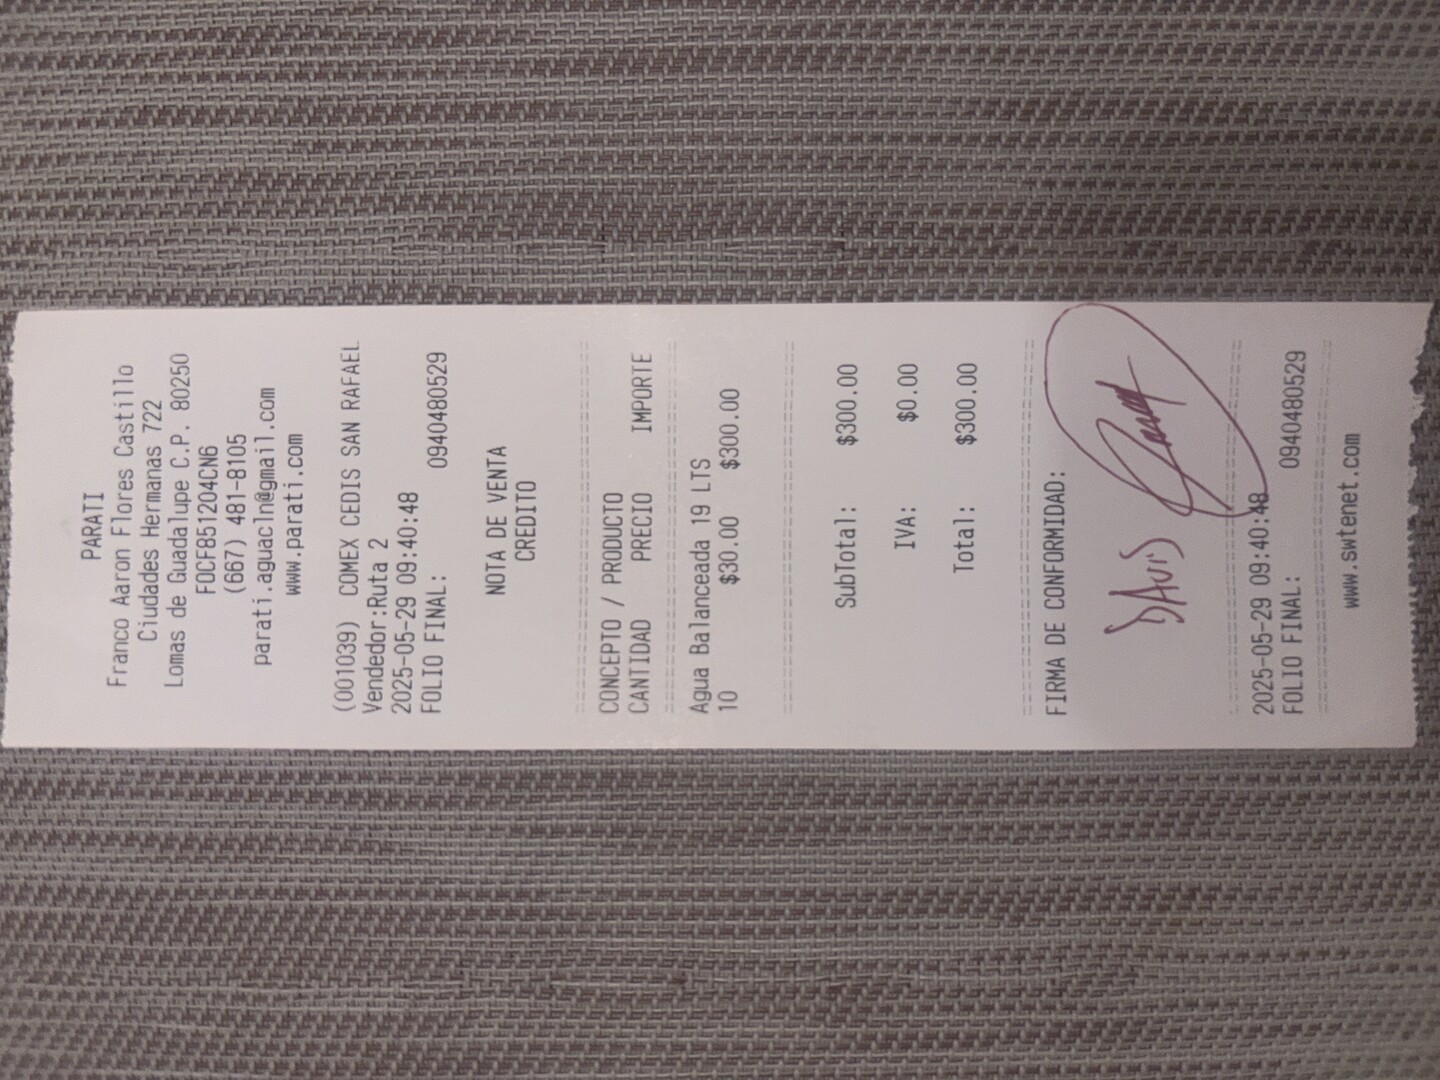 PARATI
Franco Aaron Flores Castillo
Ciudades Hermanas 722
Lomas de Guadalupe C.P. 80250
FOCF851204CN6
(667) 481-8105
parati.aguacln@gmail.com
www.parati.com
(001039) COMEX CEDIS SAN RAFAEL
Vendedor:Ruta 2
2025-05-29 09:40:48
FOLIO FINAL: 0940480529
NOTA DE VENTA
CREDITO
CONCEPTO / PRODUCTO
CANTIDAD PRECIO IMPORTE
Agua Balanceada 19 LTS
10 $30.00 $300.00
SubTotal: $300.00
IVA: $0.00
Total: $300.00
FIRMA DE CONFORMIDAD:
2025-05-29 09:40:48
FOLIO FINAL: 0940480529
www.swtenet.com